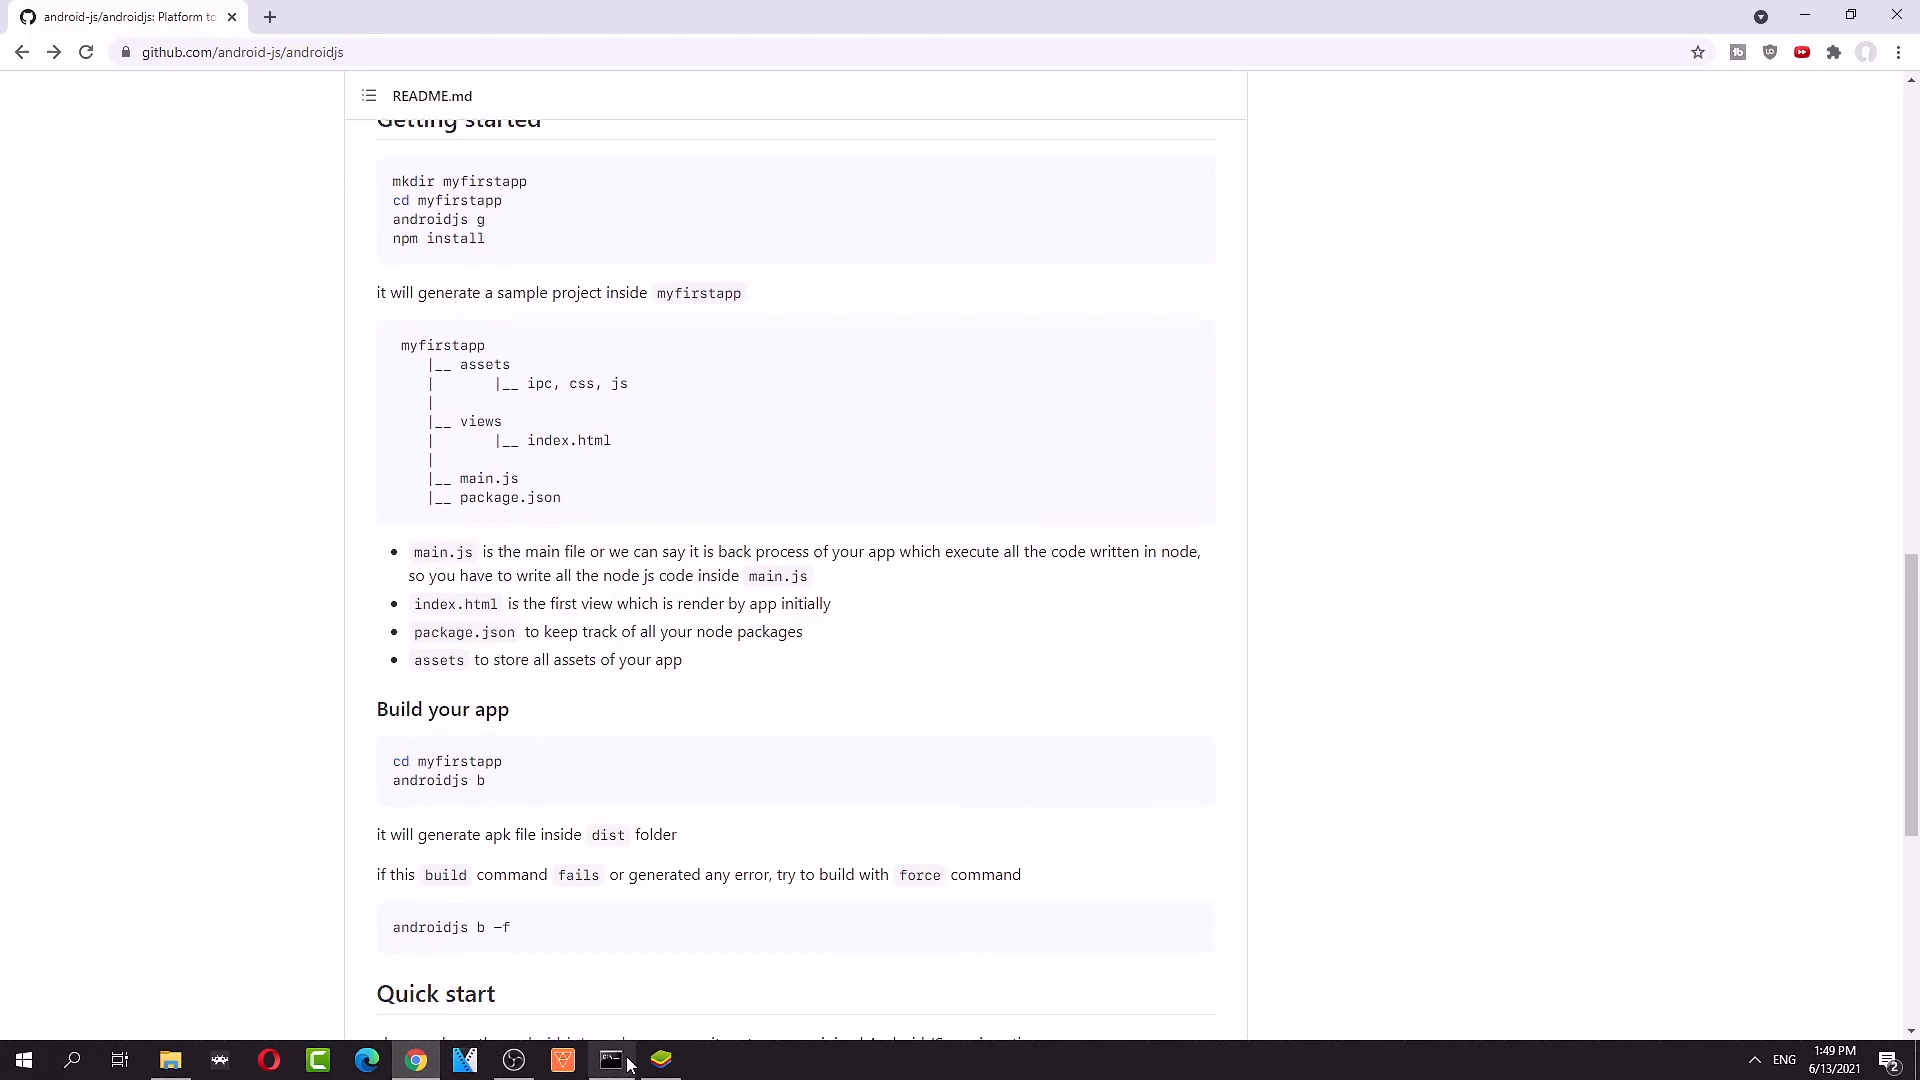 android-js/androidjs: Platform to
github.com/android-js/androidjs
README.md
Getting started
mkdir myfirstapp
cd myfirstapp
androidjs g
npm install
it will generate a sample project inside myfirstapp
myfirstapp
|__ assets
|       |__ ipc, css, js
|
|__ views
|       |__ index.html
|
|__ main.js
|__ package.json
main.js is the main file or we can say it is back process of your app which execute all the code written in node,
so you have to write all the node js code inside main.js
index.html is the first view which is render by app initially
package.json to keep track of all your node packages
assets to store all assets of your app
Build your app
cd myfirstapp
androidjs b
it will generate apk file inside dist folder
if this build command fails or generated any error, try to build with force command
androidjs b -f
Quick start
ENG
1:49 PM
6/13/2021
2